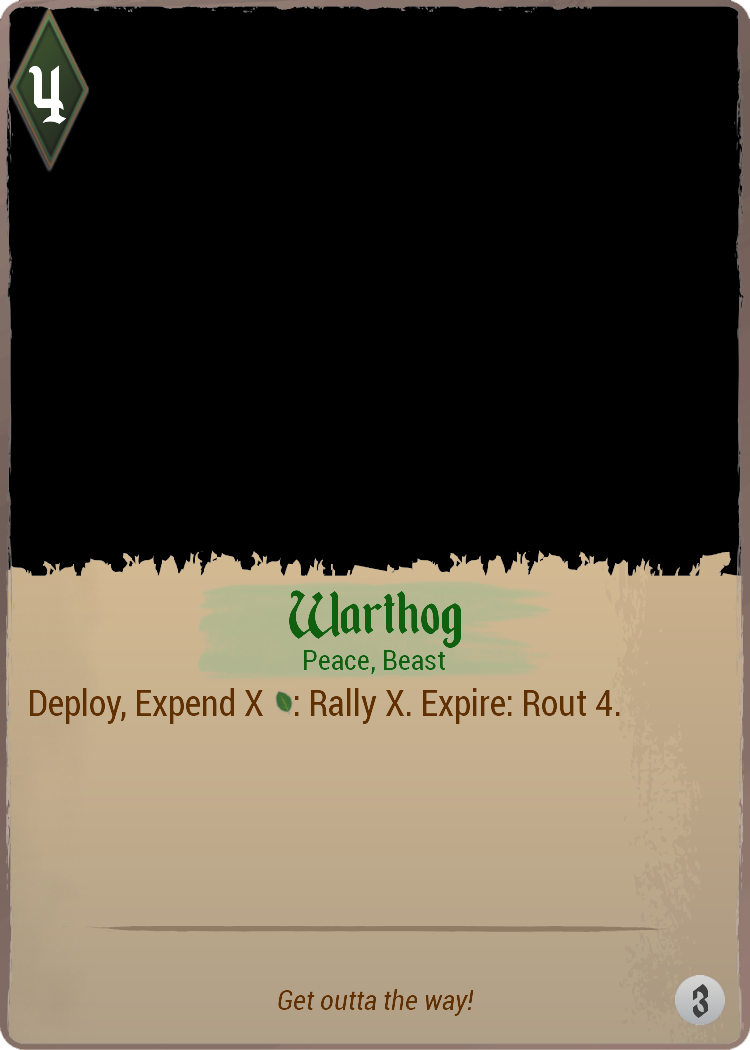 4
Warthog
Peace, Beast
Deploy, Expend X : Rally X. Expire: Rout 4.
Get outta the way!
3